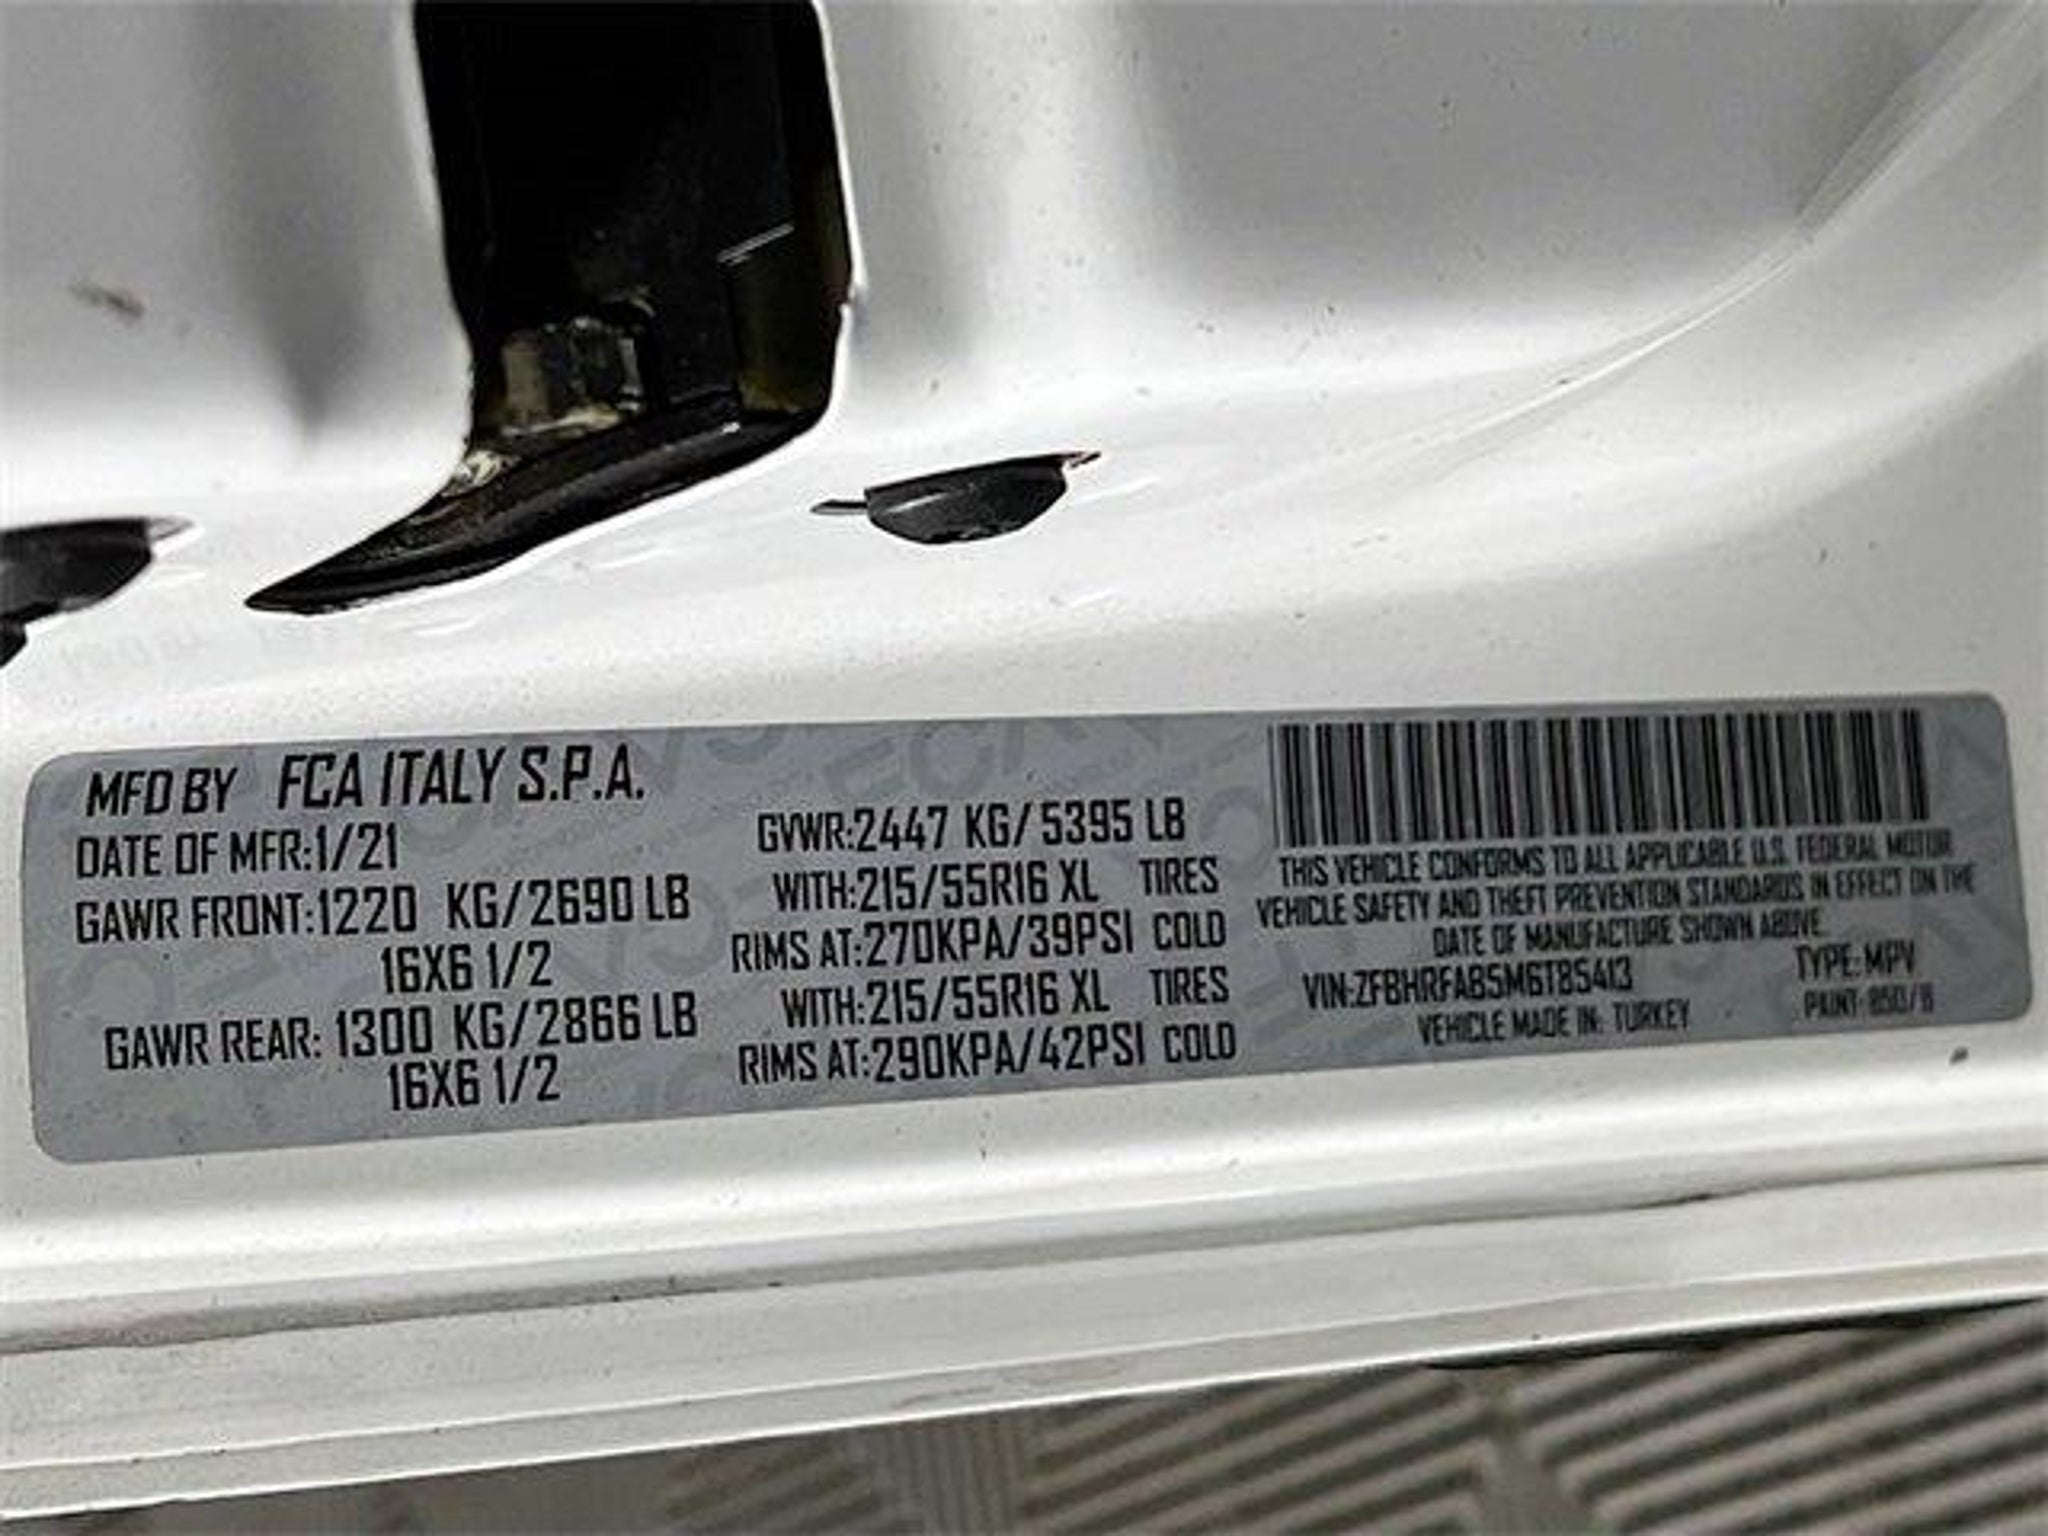 MFD BY FCA ITALY S.P.A.
DATE OF MFR:1/21
GAWR FRONT:1220 KG/2690 LB
16X6 1/2
GAWR REAR: 1300 KG/2866 LB
16X6 1/2
GVWR:2447 KG/5395 LB
WITH:215/55R16 XL TIRES
RIMS AT:270KPA/39PSI COLD
WITH:215/55R16 XL TIRES
RIMS AT:290KPA/42PSI COLD
THIS VEHICLE CONFORMS TO ALL APPLICABLE U.S. FEDERAL MOTOR
VEHICLE SAFETY AND THEFT PREVENTION STANDARDS IN EFFECT ON THE
DATE OF MANUFACTURE SHOWN ABOVE.
VIN:ZFBHRFAB5M6T85413 TYPE:MPV
VEHICLE MADE IN: TURKEY PAINT: